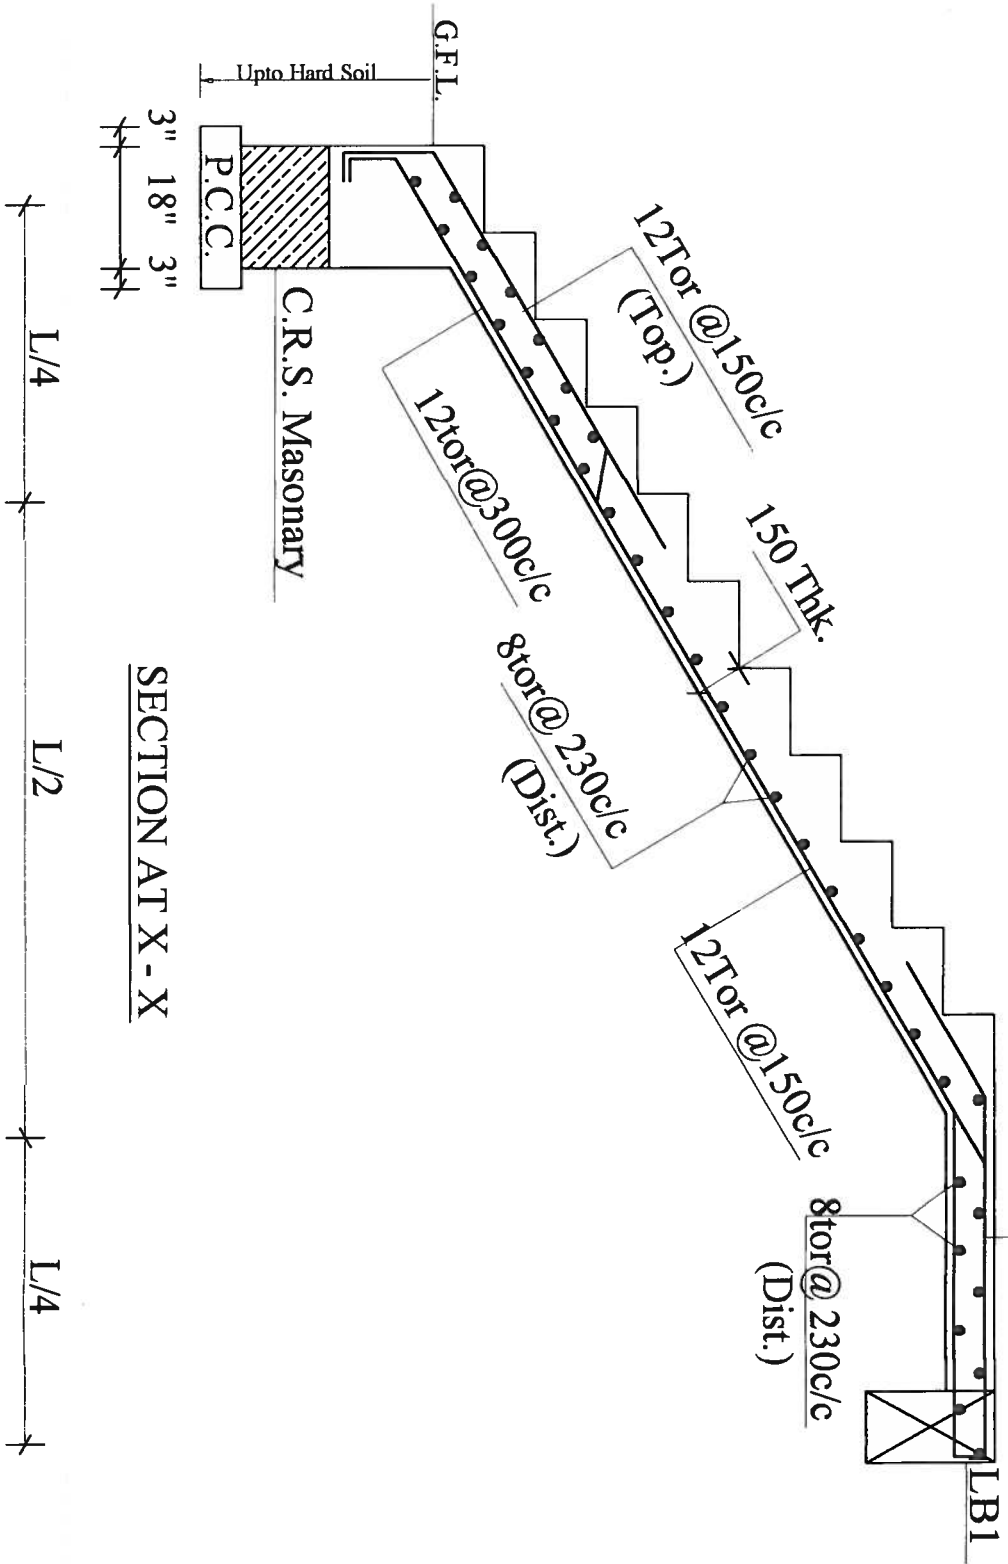 LB1
G.F.L.
Upto Hard Soil
12Tor @150c/c
(Top.)
150 Thk.
P.C.C.
3" 18" 3"
C.R.S. Masonary
12tor@300c/c
8tor@ 230c/c
(Dist.)
12Tor @150c/c
8tor@ 230c/c
(Dist.)
SECTION AT X - X
L/4 L/2 L/4